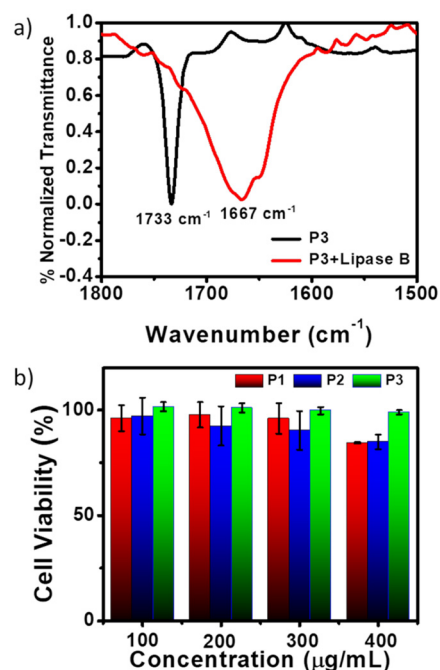 a)
% Normalized Transmittance
1.0
0.8
0.6
0.4
0.2
0.0
-0.2
-0.4
1733 cm⁻¹ 1667 cm⁻¹
P3
P3+Lipase B
1800 1700 1600 1500
Wavenumber (cm⁻¹)
b)
Cell Viability (%)
P1 P2 P3
100
50
0
100 200 300 400
Concentration (μg/mL)